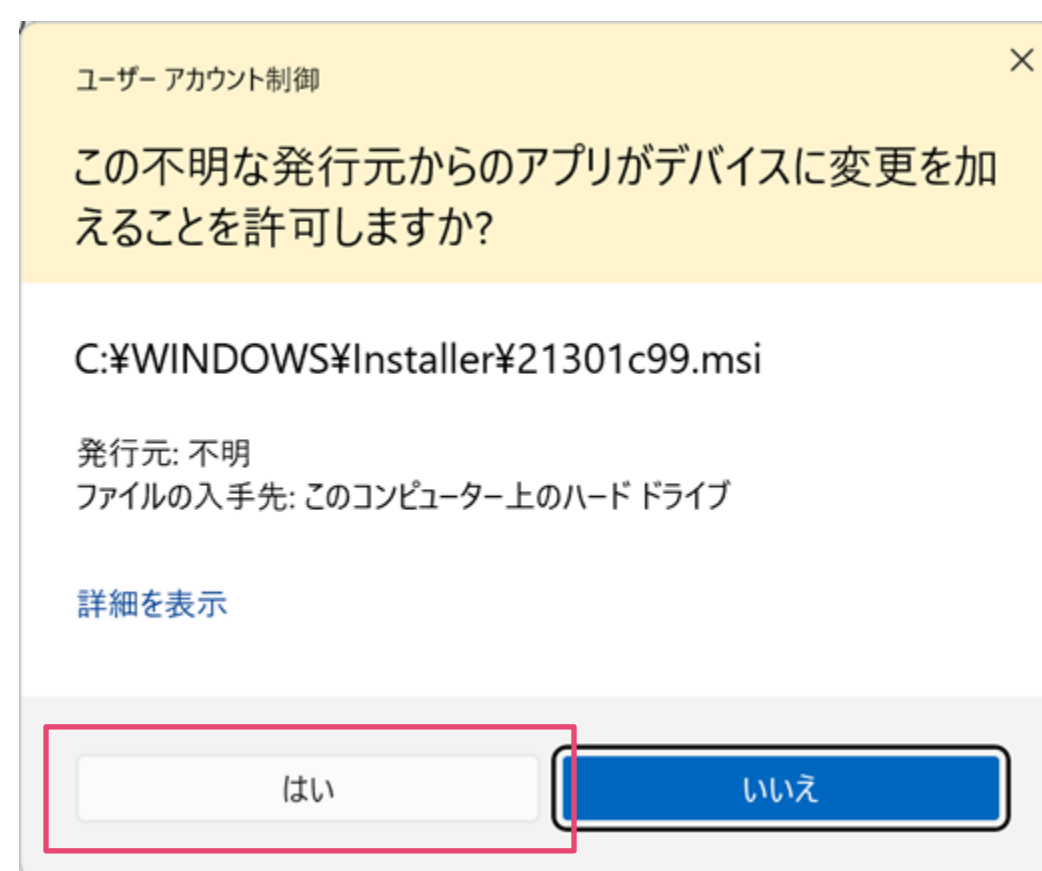 ユーザー アカウント制御
この不明な発行元からのアプリがデバイスに変更を加
えることを許可しますか?
C:¥WINDOWS¥Installer¥21301c99.msi
発行元: 不明
ファイルの入手先: このコンピューター上のハード ドライブ
詳細を表示
はい
いいえ